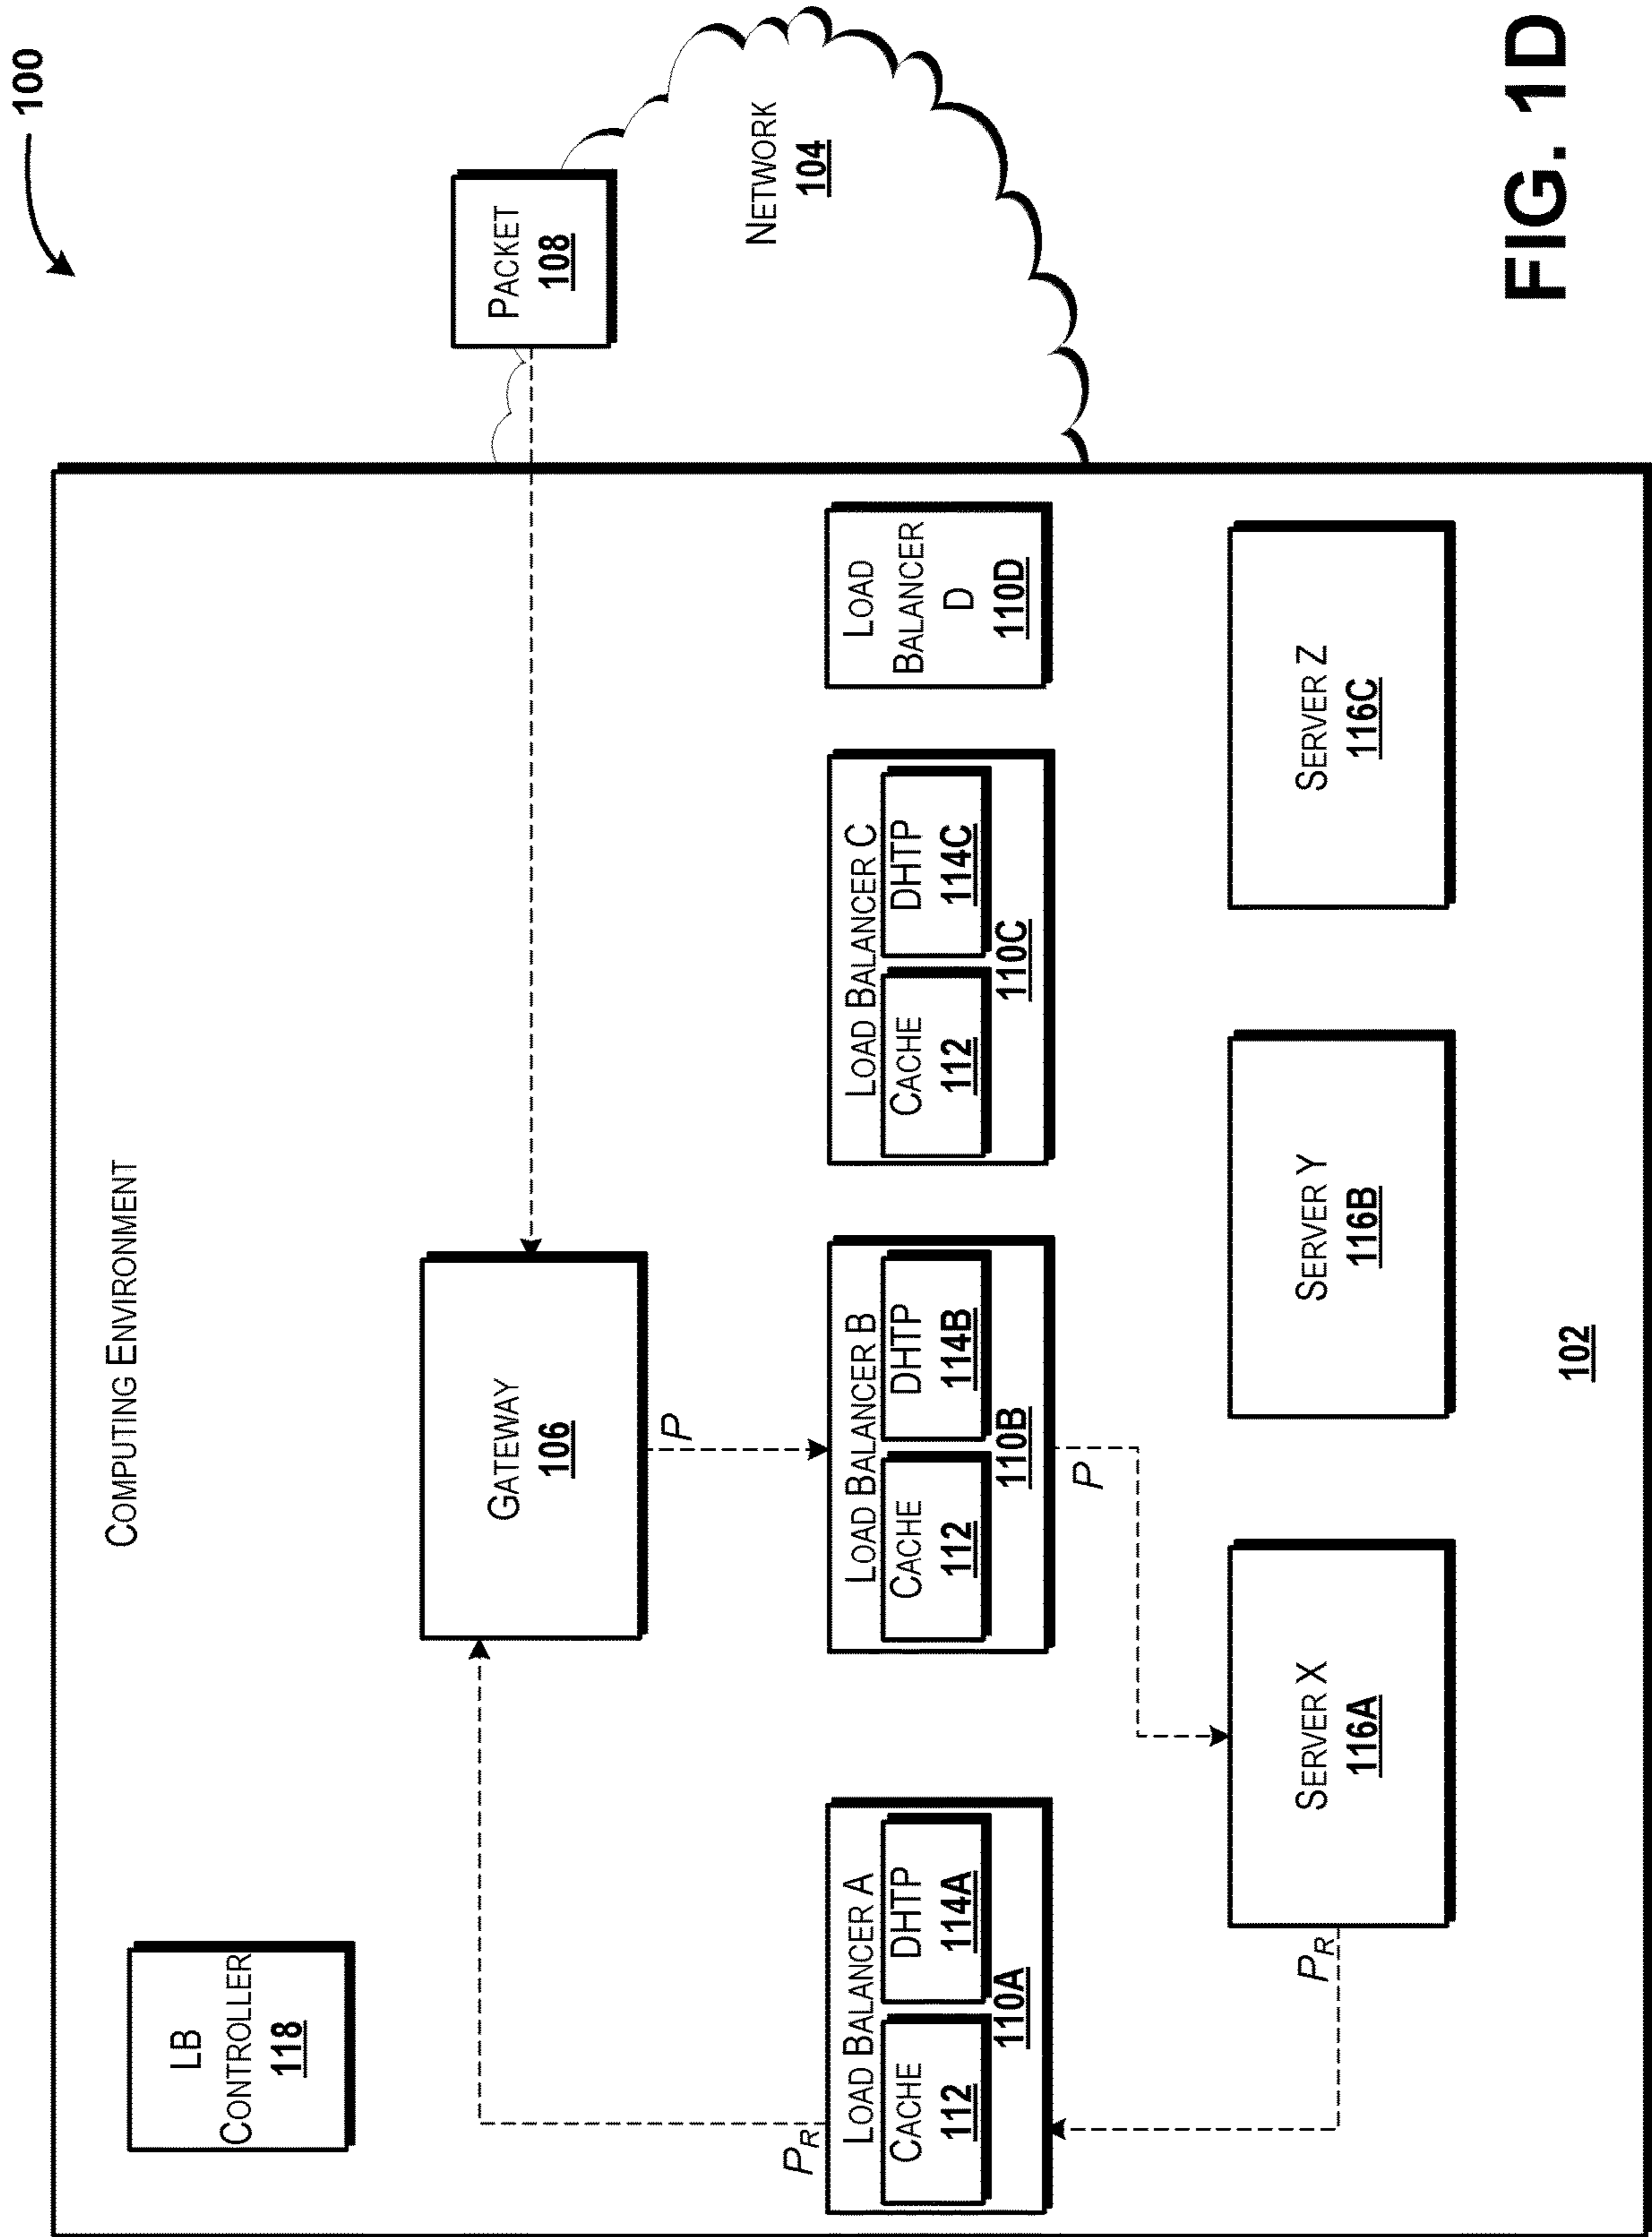 100
COMPUTING ENVIRONMENT
LB
CONTROLLER
118
GATEWAY
106
PACKET
108
NETWORK
104
P
P_R
LOAD BALANCER A
CACHE
112
DHTP
114A
110A
LOAD BALANCER B
CACHE
112
DHTP
114B
110B
LOAD BALANCER C
CACHE
112
DHTP
114C
110C
LOAD
BALANCER
D
110D
P
P_R
SERVER X
116A
SERVER Y
116B
SERVER Z
116C
102
FIG. 1D